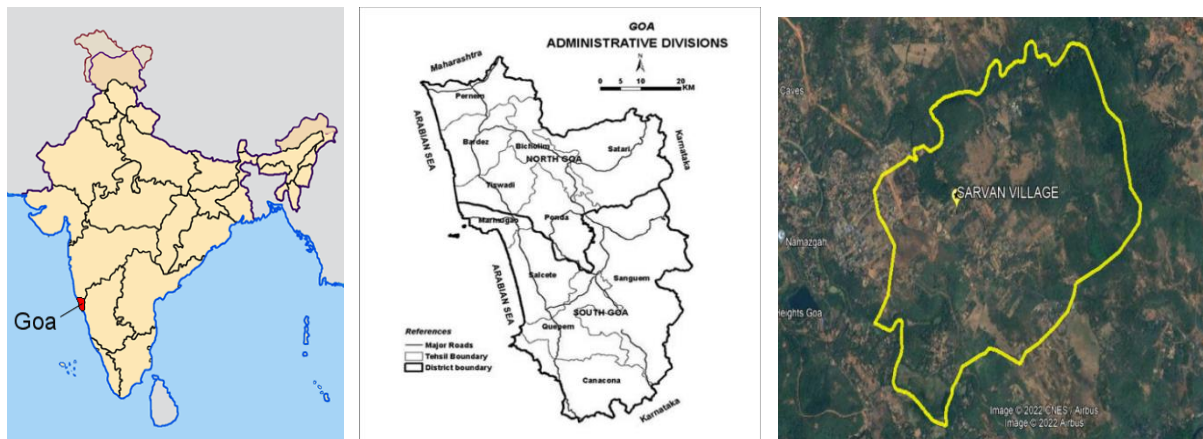 Goa
GOA
ADMINISTRATIVE DIVISIONS
N
0 5 10 20
KM
Maharashtra
Pernem
ARABIAN SEA
Bardez
Bicholim
Satari
Karnataka
NORTH GOA
Tiswadi
Marmugao
Ponda
ARABIAN SEA
Salcete
Sanguem
SOUTH GOA
Quepem
References
Major Roads
Tehsil Boundary
District boundary
Canacona
Karnataka
Caves
SARVAN VILLAGE
Namazgah
Heights Goa
Image © 2022 CNES / Airbus
Image © 2022 Airbus